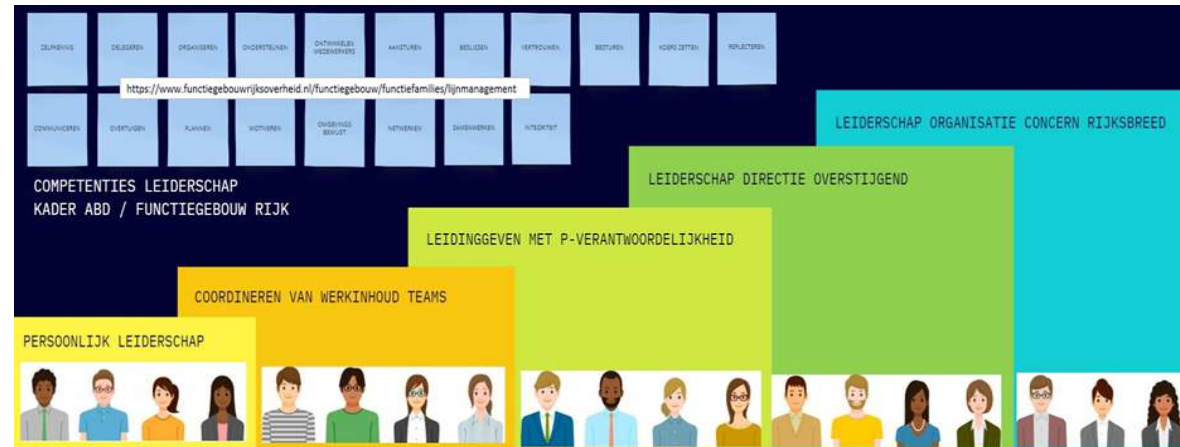 ZELFKENNIS
DELEGEREN
ORGANISEREN
ONDERSTEUNEN
ONTWIKKELEN
MEDEWERKERS
AANSTUREN
BESLISSEN
VERTROUWEN
BESTUREN
KOERS ZETTEN
REFLECTEREN
https://www.functiegebouwrijksoverheid.nl/functiegebouw/functiefamilies/lijnmanagement
COMMUNICEREN
OVERTUIGEN
PLANNEN
MOTIVEREN
OMGEVINGS
BEWUST
NETWERKEN
SAMENWERKEN
INTEGRITEIT
COMPETENTIES LEIDERSCHAP
KADER ABD / FUNCTIEGEBOUW RIJK
PERSOONLIJK LEIDERSCHAP
COORDINEREN VAN WERKINHOUD TEAMS
LEIDINGGEVEN MET P-VERANTWOORDELIJKHEID
LEIDERSCHAP DIRECTIE OVERSTIJGEND
LEIDERSCHAP ORGANISATIE CONCERN RIJKSBREED